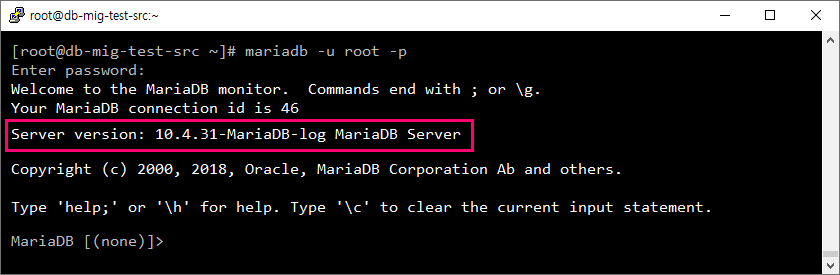 root@db-mig-test-src:~
[root@db-mig-test-src ~]# mariadb -u root -p
Enter password:
Welcome to the MariaDB monitor.  Commands end with ; or \g.
Your MariaDB connection id is 46
Server version: 10.4.31-MariaDB-log MariaDB Server
Copyright (c) 2000, 2018, Oracle, MariaDB Corporation Ab and others.
Type 'help;' or '\h' for help. Type '\c' to clear the current input statement.
MariaDB [(none)]>